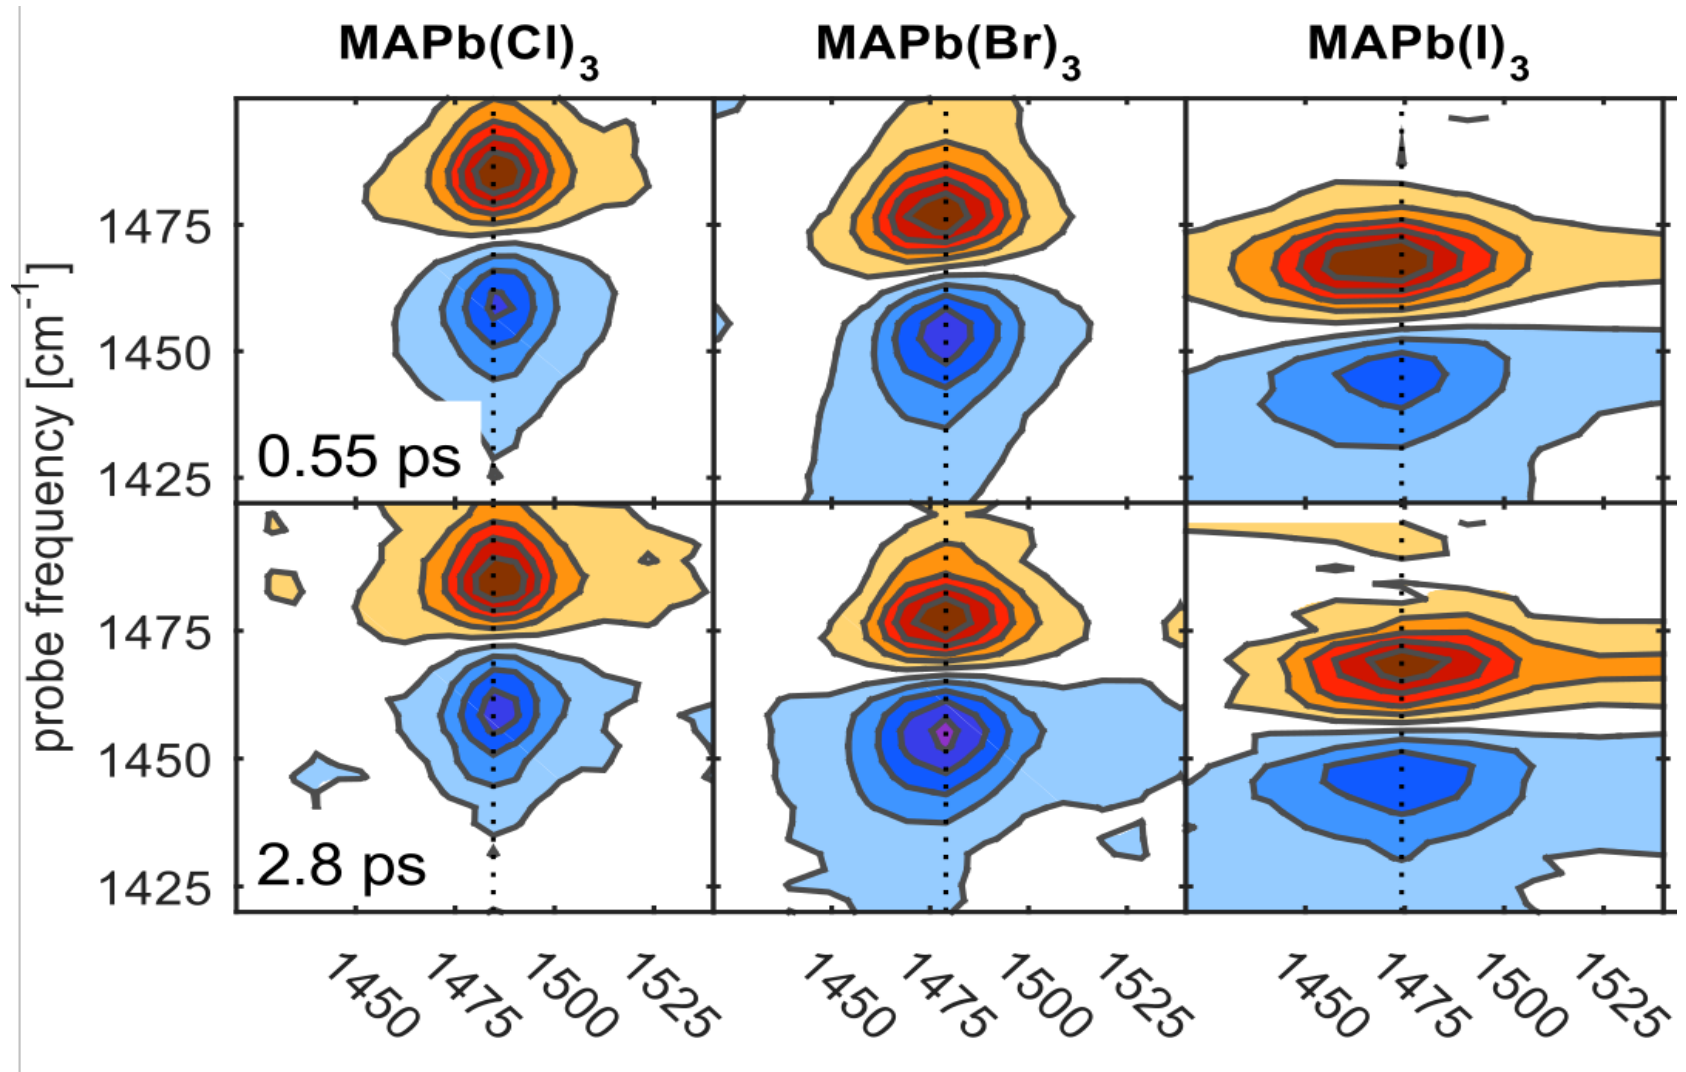 MAPb(Cl)₃ MAPb(Br)₃ MAPb(I)₃
probe frequency [cm⁻¹]
1475
1450
1425
0.55 ps
1475
1450
1425
2.8 ps
1450 1475 1500 1525 1450 1475 1500 1525 1450 1475 1500 1525